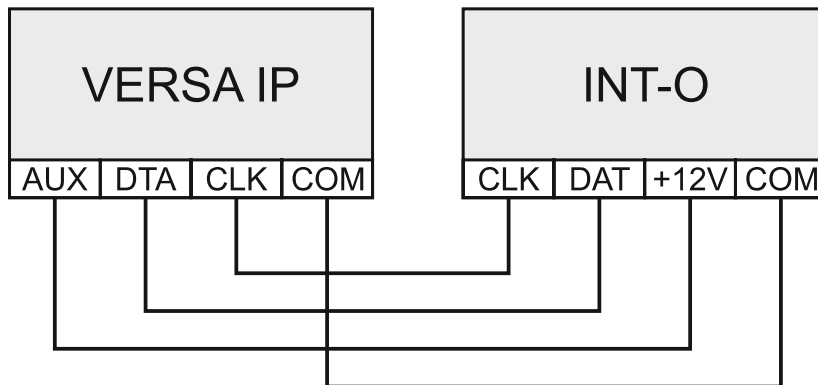 VERSA IP
INT-O
AUX DTA CLK COM
CLK DAT +12V COM